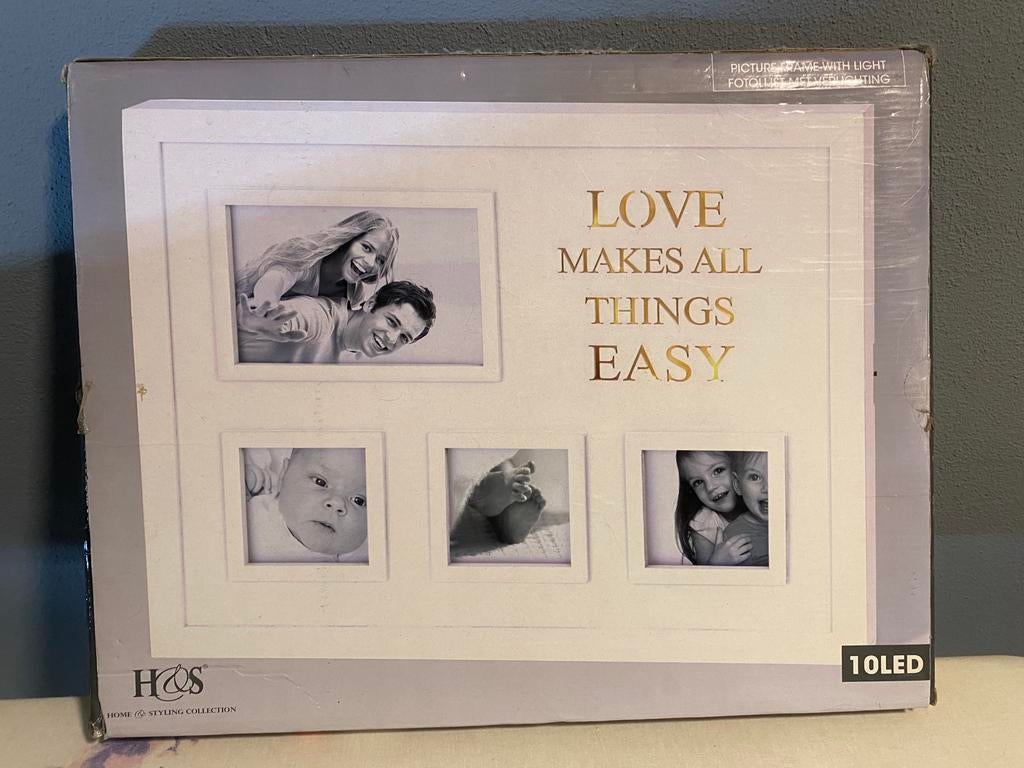 PICTURE FRAME WITH LIGHT
FOTOLIJST MET VERLICHTING
LOVE
MAKES ALL
THINGS
EASY
10LED
H&S®
HOME & STYLING COLLECTION